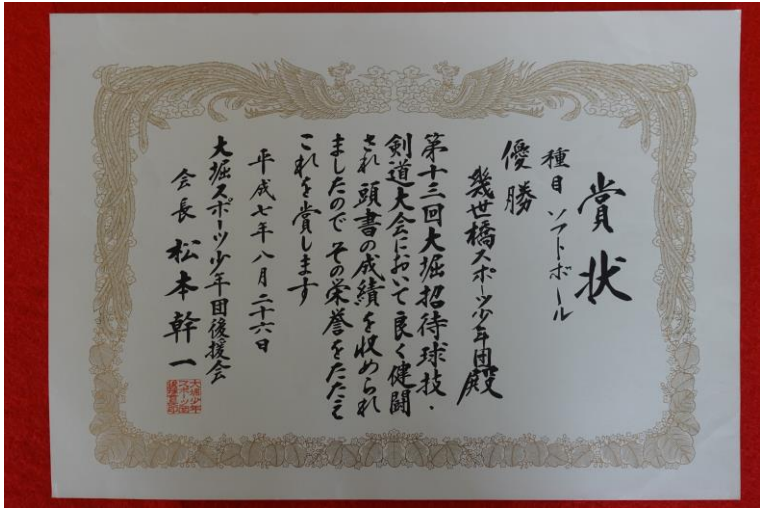 賞状
種目 ソフトボール
優勝
幾世橋スポーツ少年団殿
第十三回大堀招待球技・
剣道大会において良く健闘
され 頭書の成績を収められ
ましたので その栄誉をたたえ
これを賞します
平成七年八月二十六日
大堀スポーツ少年団後援会
会長 松本幹一